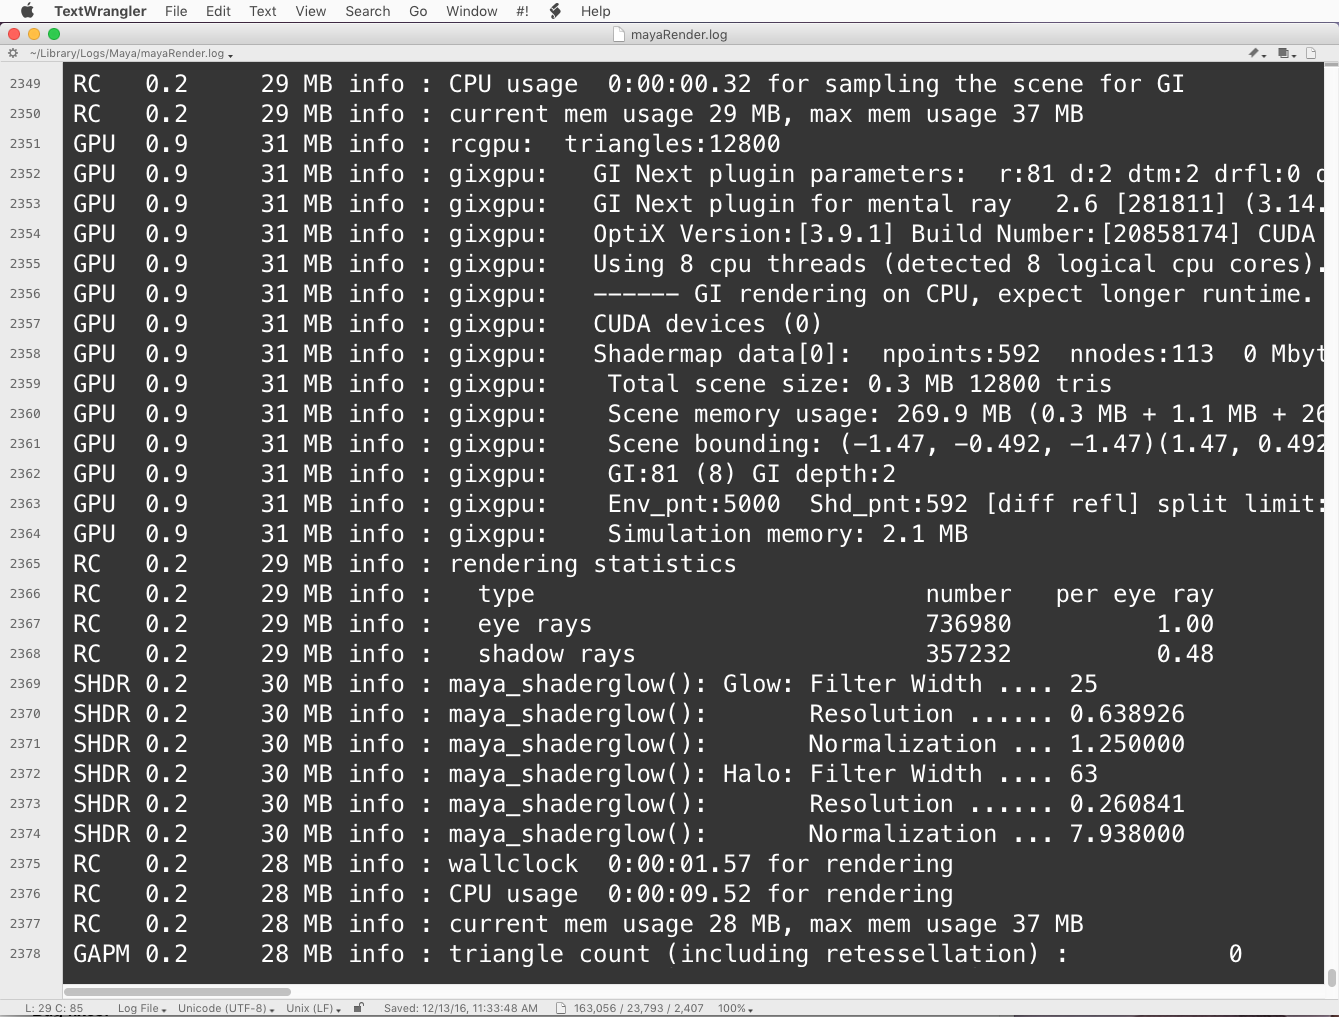 TextWrangler File Edit Text View Search Go Window #! Help
mayaRender.log
~/Library/Logs/Maya/mayaRender.log
2349 RC 0.2 29 MB info : CPU usage 0:00:00.32 for sampling the scene for GI
2350 RC 0.2 29 MB info : current mem usage 29 MB, max mem usage 37 MB
2351 GPU 0.9 31 MB info : rcgpu: triangles:12800
2352 GPU 0.9 31 MB info : gixgpu: GI Next plugin parameters: r:81 d:2 dtm:2 drfl:0
2353 GPU 0.9 31 MB info : gixgpu: GI Next plugin for mental ray 2.6 [281811] (3.14.
2354 GPU 0.9 31 MB info : gixgpu: OptiX Version:[3.9.1] Build Number:[20858174] CUDA
2355 GPU 0.9 31 MB info : gixgpu: Using 8 cpu threads (detected 8 logical cpu cores).
2356 GPU 0.9 31 MB info : gixgpu: ------ GI rendering on CPU, expect longer runtime.
2357 GPU 0.9 31 MB info : gixgpu: CUDA devices (0)
2358 GPU 0.9 31 MB info : gixgpu: Shadermap data[0]: npoints:592 nnodes:113 0 Mbyt
2359 GPU 0.9 31 MB info : gixgpu: Total scene size: 0.3 MB 12800 tris
2360 GPU 0.9 31 MB info : gixgpu: Scene memory usage: 269.9 MB (0.3 MB + 1.1 MB + 26
2361 GPU 0.9 31 MB info : gixgpu: Scene bounding: (-1.47, -0.492, -1.47)(1.47, 0.492
2362 GPU 0.9 31 MB info : gixgpu: GI:81 (8) GI depth:2
2363 GPU 0.9 31 MB info : gixgpu: Env_pnt:5000 Shd_pnt:592 [diff refl] split limit:
2364 GPU 0.9 31 MB info : gixgpu: Simulation memory: 2.1 MB
2365 RC 0.2 29 MB info : rendering statistics
2366 RC 0.2 29 MB info : type number per eye ray
2367 RC 0.2 29 MB info : eye rays 736980 1.00
2368 RC 0.2 29 MB info : shadow rays 357232 0.48
2369 SHDR 0.2 30 MB info : maya_shaderglow(): Glow: Filter Width .... 25
2370 SHDR 0.2 30 MB info : maya_shaderglow(): Resolution ...... 0.638926
2371 SHDR 0.2 30 MB info : maya_shaderglow(): Normalization ... 1.250000
2372 SHDR 0.2 30 MB info : maya_shaderglow(): Halo: Filter Width .... 63
2373 SHDR 0.2 30 MB info : maya_shaderglow(): Resolution ...... 0.260841
2374 SHDR 0.2 30 MB info : maya_shaderglow(): Normalization ... 7.938000
2375 RC 0.2 28 MB info : wallclock 0:00:01.57 for rendering
2376 RC 0.2 28 MB info : CPU usage 0:00:09.52 for rendering
2377 RC 0.2 28 MB info : current mem usage 28 MB, max mem usage 37 MB
2378 GAPM 0.2 28 MB info : triangle count (including retessellation) : 0
L: 29 C: 85 Log File Unicode (UTF-8) Unix (LF) Saved: 12/13/16, 11:33:48 AM 163,056 / 23,793 / 2,407 100%